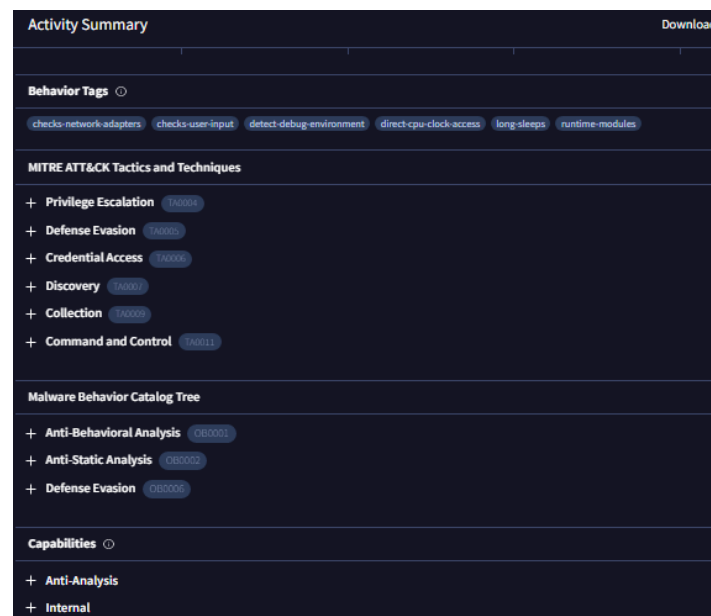 Activity Summary Download
Behavior Tags
checks-network-adapters checks-user-input detect-debug-environment direct-cpu-clock-access long-sleeps runtime-modules
MITRE ATT&CK Tactics and Techniques
+ Privilege Escalation TA0004
+ Defense Evasion TA0005
+ Credential Access TA0006
+ Discovery TA0007
+ Collection TA0009
+ Command and Control TA0011
Malware Behavior Catalog Tree
+ Anti-Behavioral Analysis OB0001
+ Anti-Static Analysis OB0002
+ Defense Evasion OB0006
Capabilities
+ Anti-Analysis
+ Internal